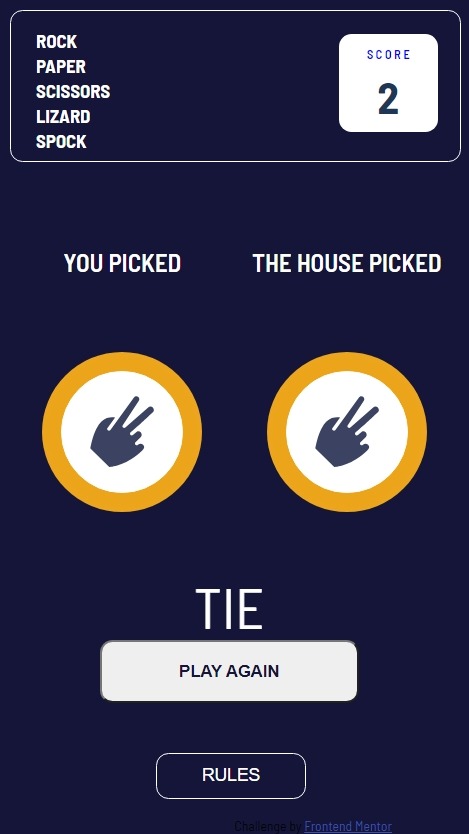 ROCK
PAPER
SCISSORS
LIZARD
SPOCK
SCORE
2
YOU PICKED
THE HOUSE PICKED
TIE
PLAY AGAIN
RULES
Challenge by Frontend Mentor